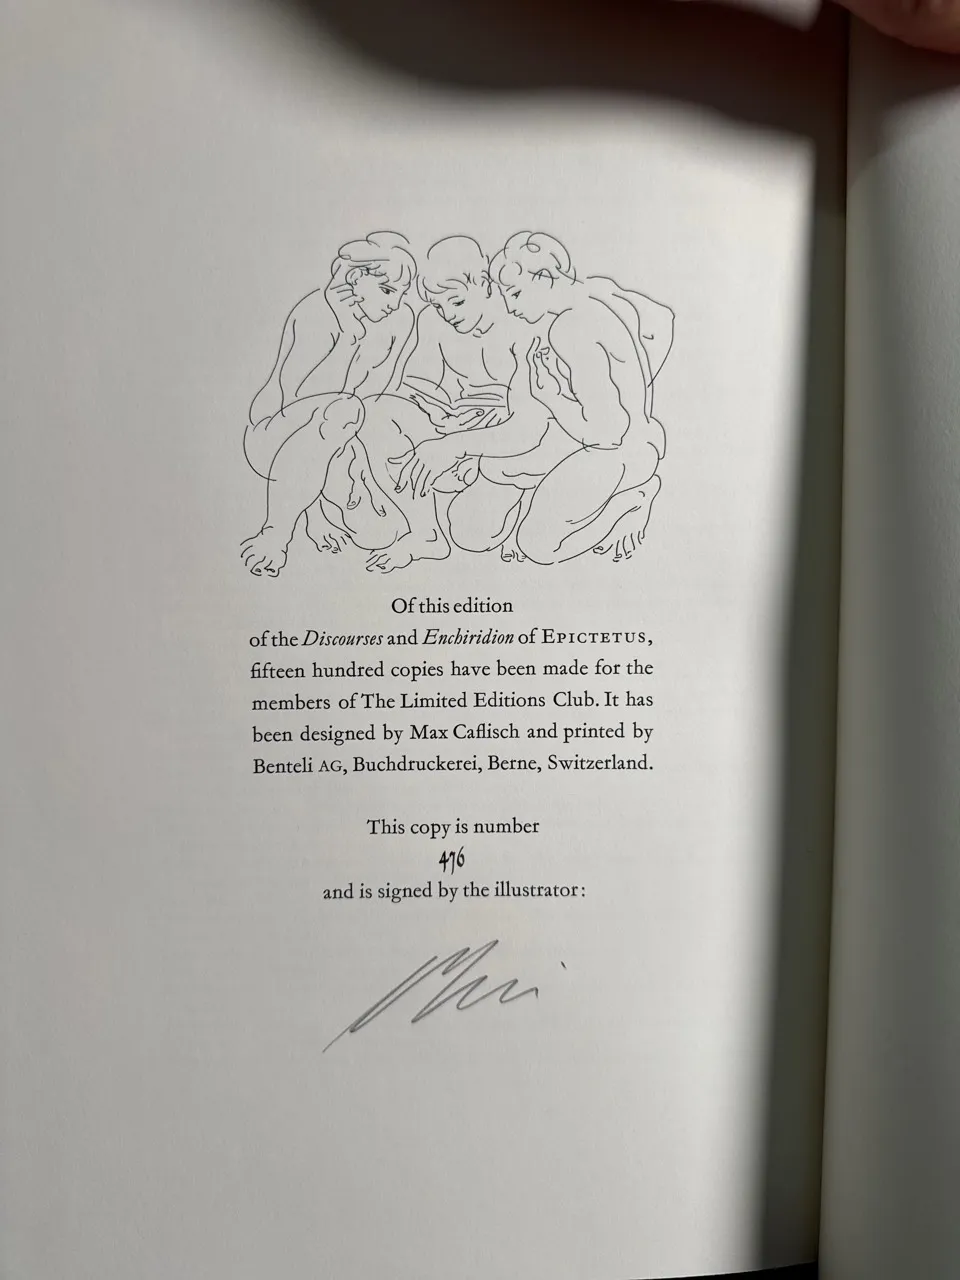 Of this edition
of the Discourses and Enchiridion of EPICTETUS,
fifteen hundred copies have been made for the
members of The Limited Editions Club. It has
been designed by Max Caflisch and printed by
Benteli AG, Buchdruckerei, Berne, Switzerland.
This copy is number
476
and is signed by the illustrator: